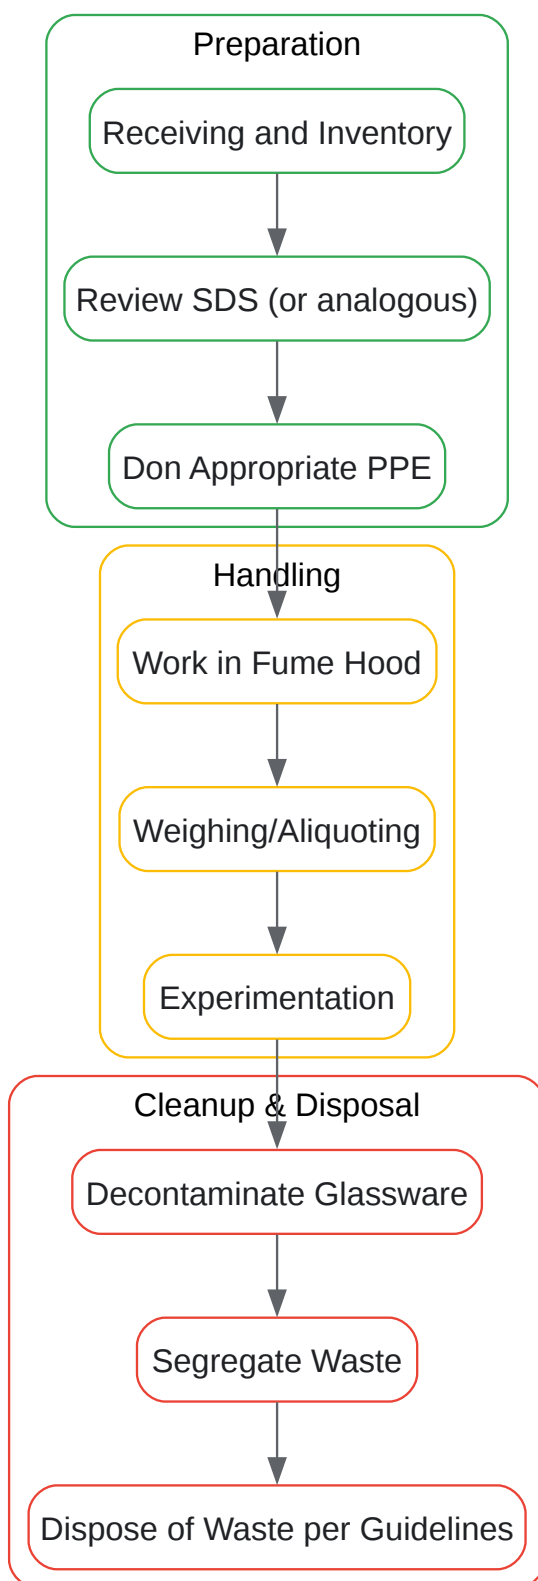 Preparation
Receiving and Inventory
Review SDS (or analogous)
Don Appropriate PPE
Handling
Work in Fume Hood
Weighing/Aliquoting
Experimentation
Cleanup & Disposal
Decontaminate Glassware
Segregate Waste
Dispose of Waste per Guidelines